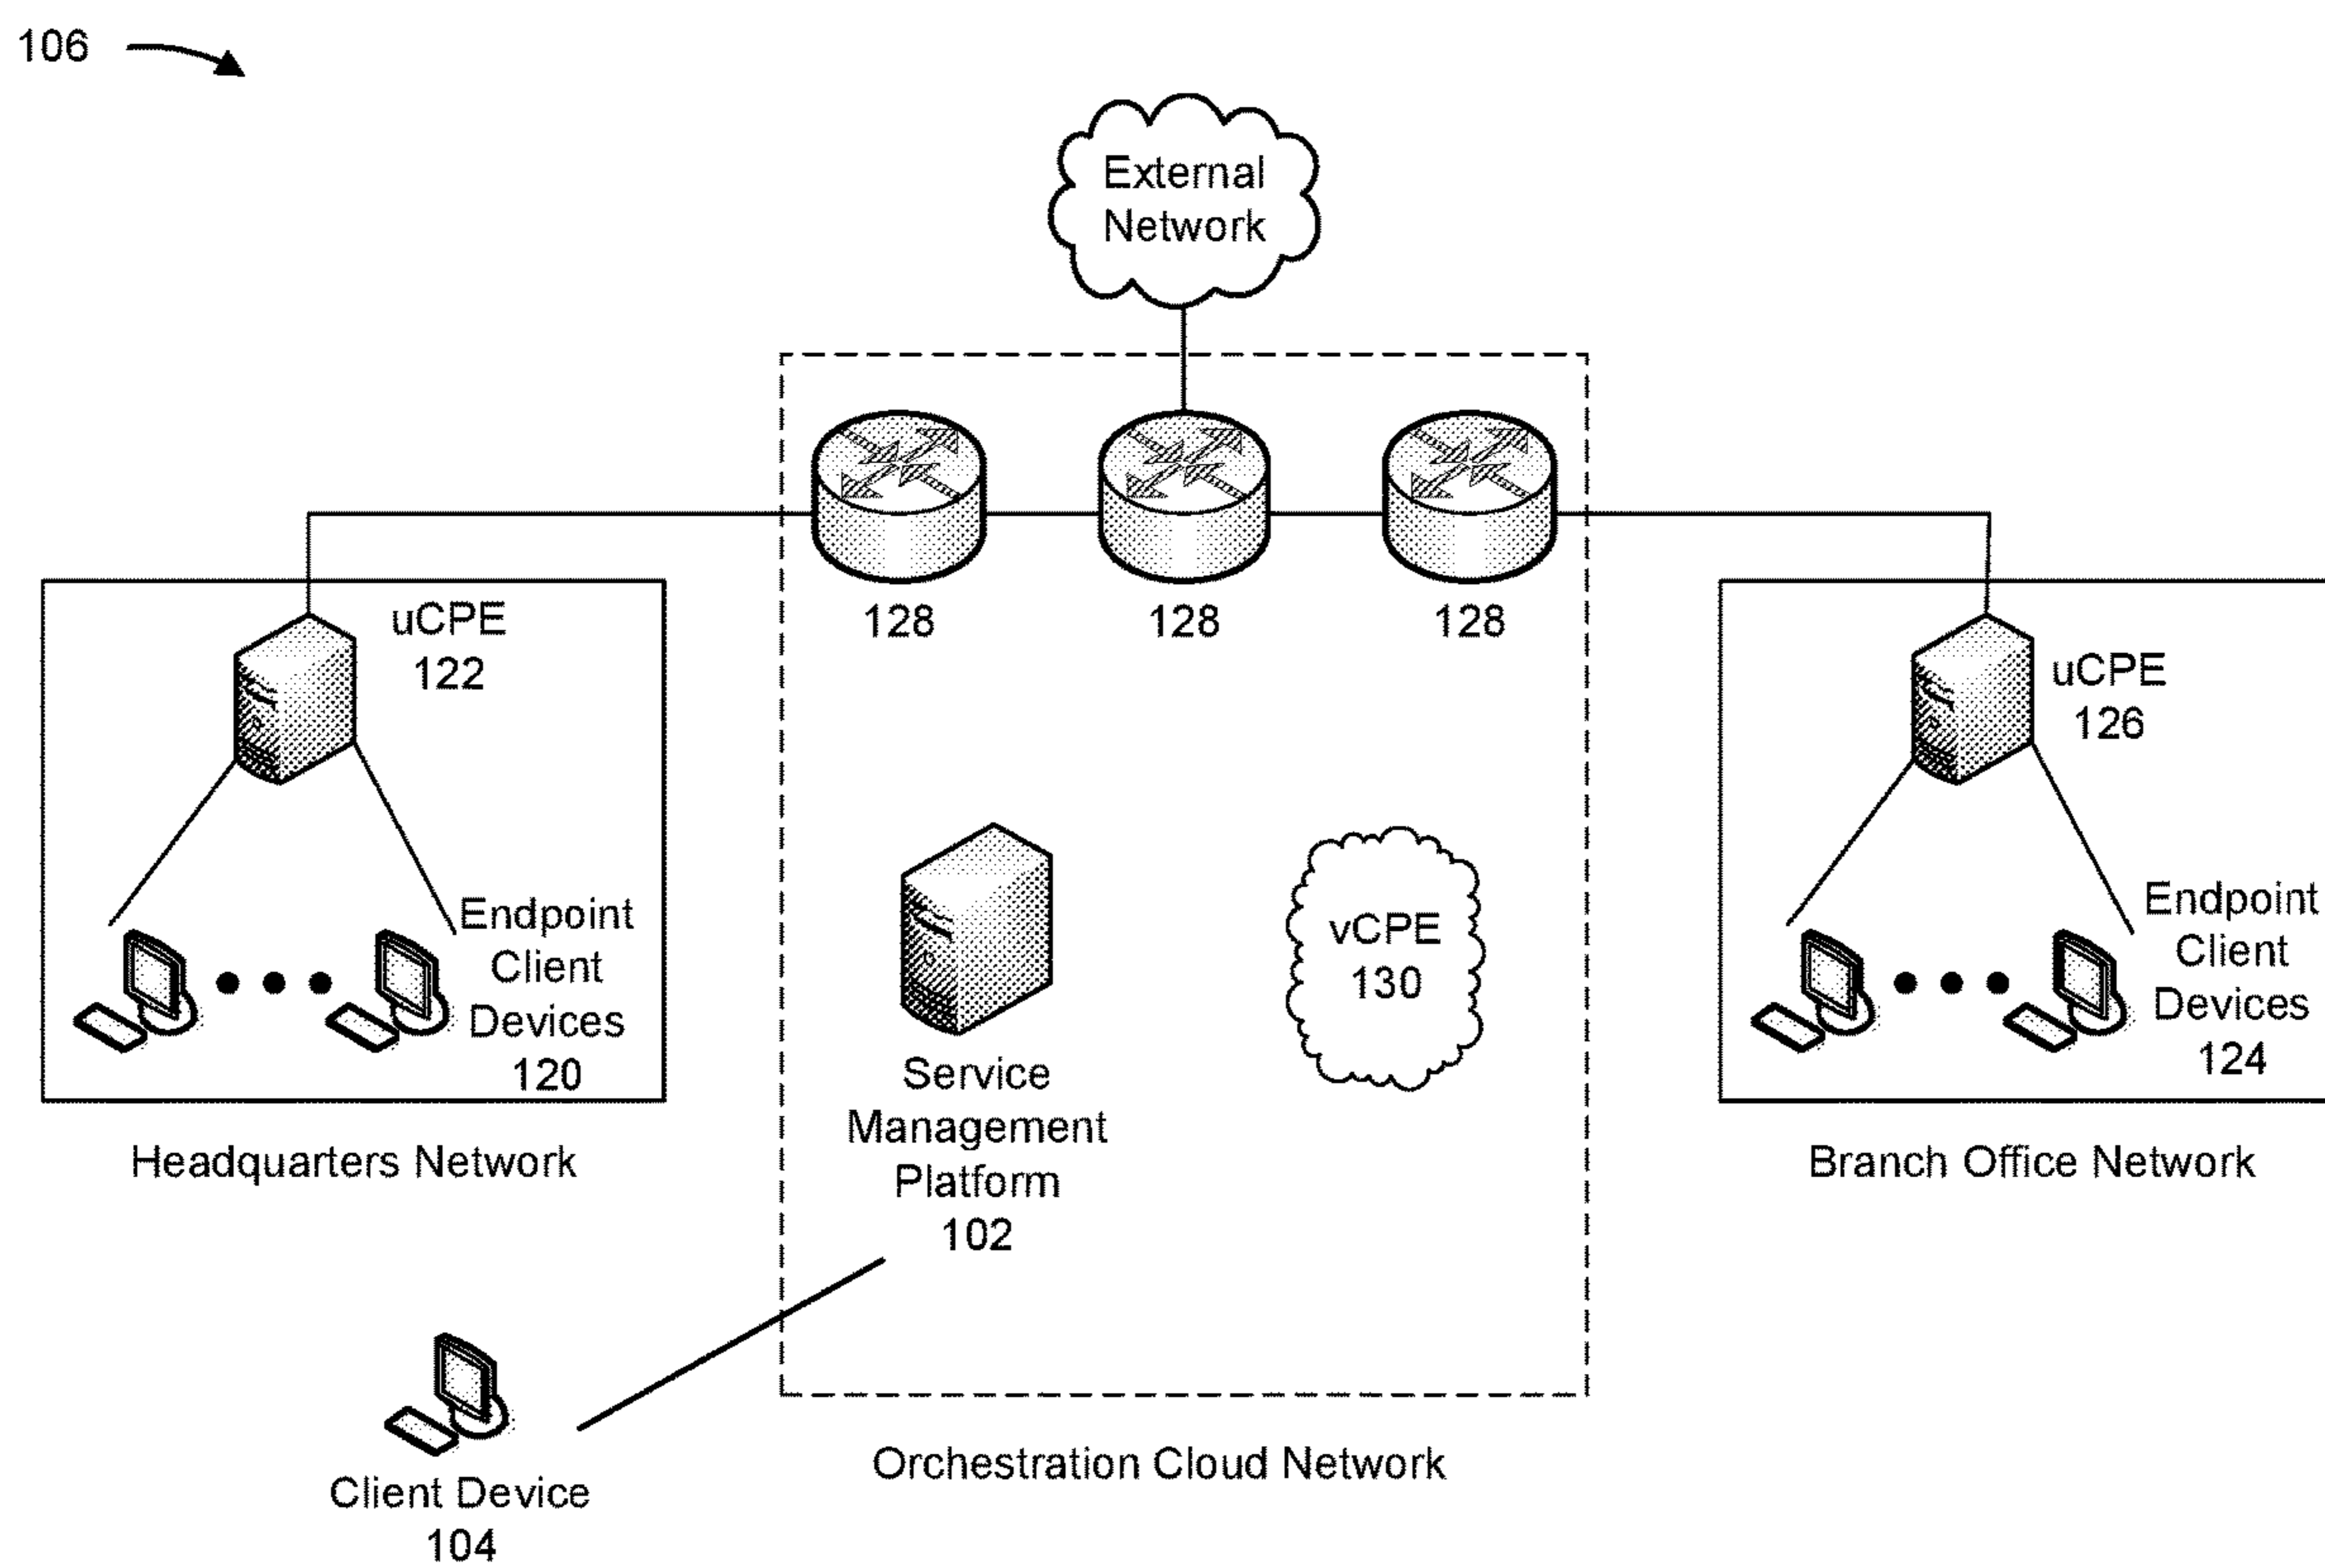 106
External
Network
128
128
128
uCPE
122
uCPE
126
Endpoint
Client
Devices
120
Service
Management
Platform
102
vCPE
130
Endpoint
Client
Devices
124
Headquarters Network
Branch Office Network
Client Device
104
Orchestration Cloud Network